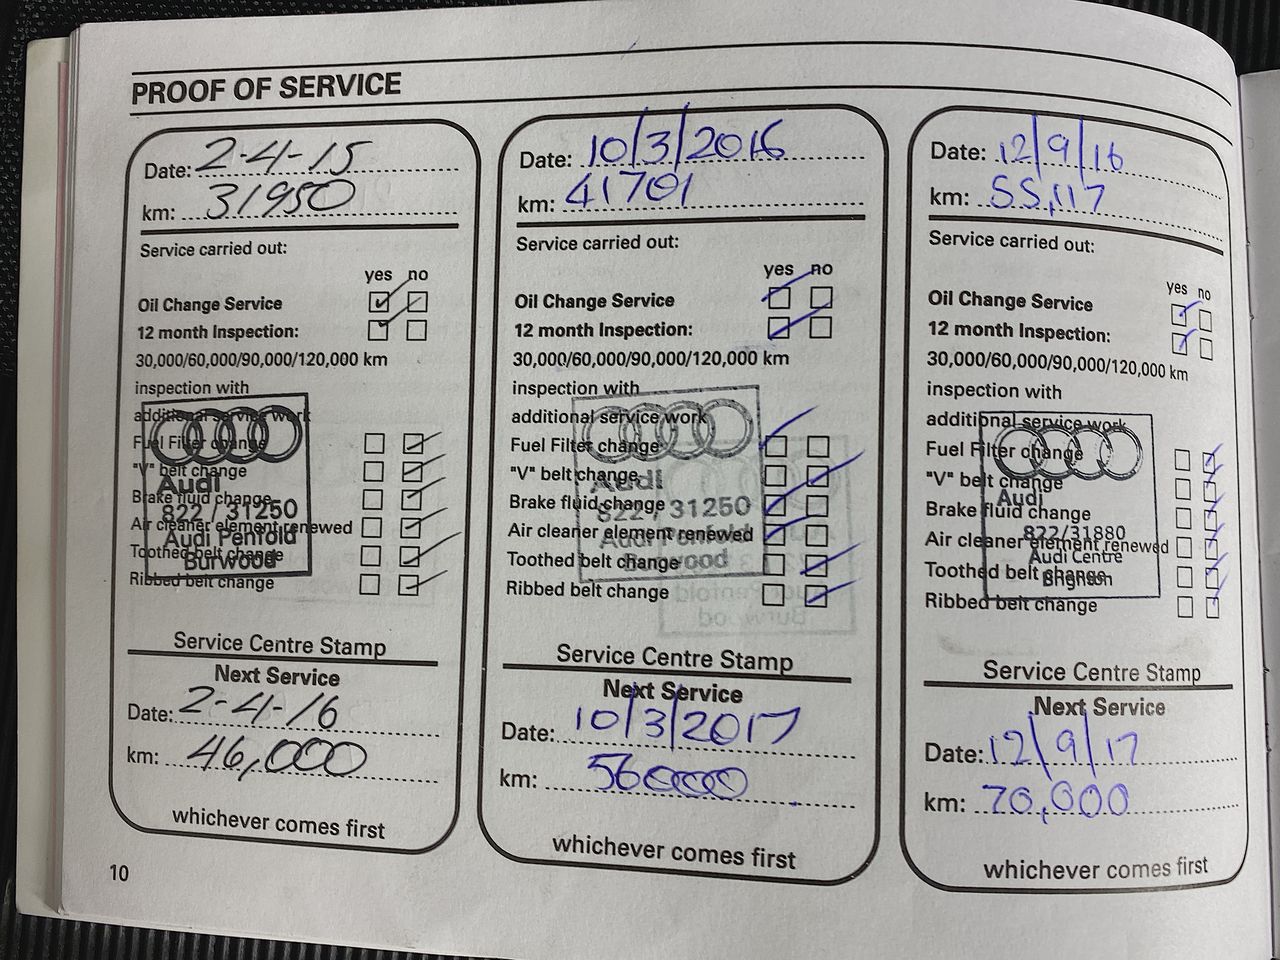 PROOF OF SERVICE
Date: 2-4-15
km: 31950
Service carried out:
yes no
Oil Change Service
12 month Inspection:
30,000/60,000/90,000/120,000 km
inspection with
additional service work
Fuel Filter change
"V" belt change
Brake fluid change
Air cleaner element renewed
Toothed belt change
Ribbed belt change
Audi
822 / 31250
Audi Penfold
Burwood
Service Centre Stamp
Next Service
Date: 2-4-16
km: 46,000
whichever comes first
10
Date: 10/3/2016
km: 41701
Service carried out:
yes no
Oil Change Service
12 month Inspection:
30,000/60,000/90,000/120,000 km
inspection with
additional service work
Fuel Filter change
"V" belt change
Brake fluid change
Air cleaner element renewed
Toothed belt change
Ribbed belt change
Audi
822 / 31250
Audi Penfold
Burwood
Service Centre Stamp
Next Service
Date: 10/3/2017
km: 560000
whichever comes first
Date: 12/9/16
km: 55,117
Service carried out:
yes no
Oil Change Service
12 month Inspection:
30,000/60,000/90,000/120,000 km
inspection with
additional service work
Fuel Filter change
"V" belt change
Brake fluid change
Air cleaner element renewed
Toothed belt change
Ribbed belt change
Audi
822/31880
Audi Centre
Service Centre Stamp
Next Service
Date: 12/9/17
km: 70,000
whichever comes first